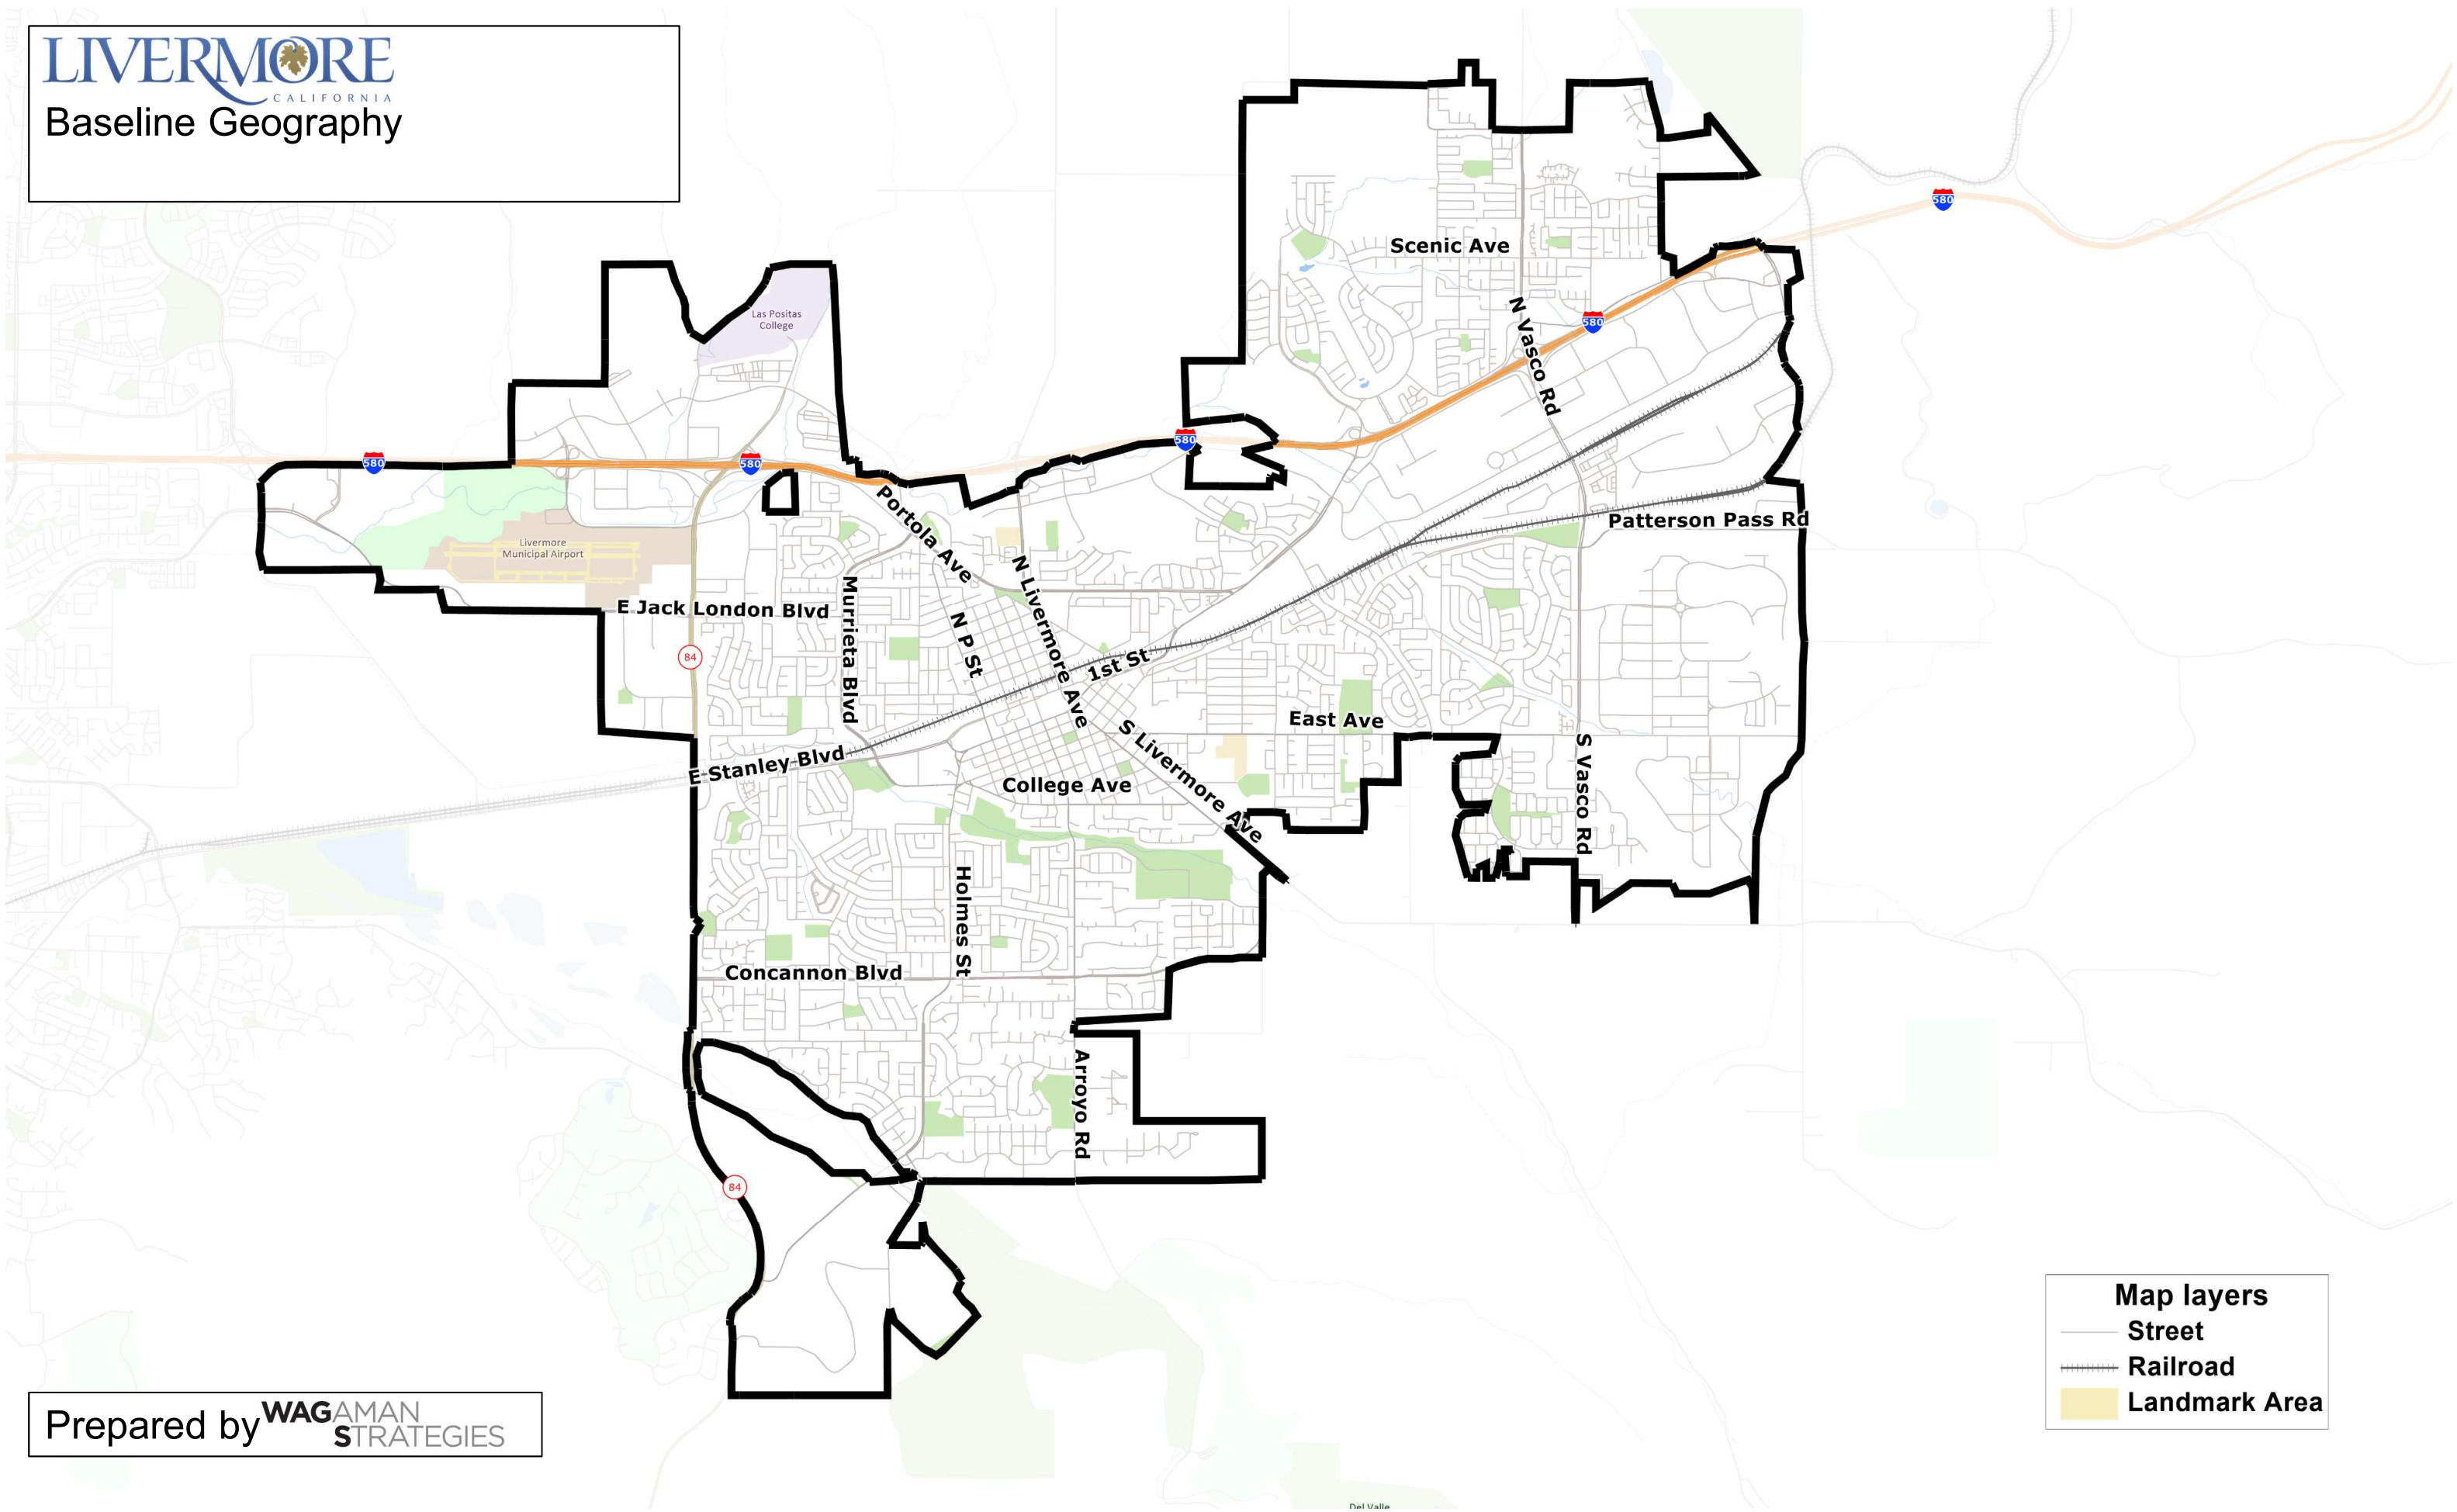 LIVERMORE
CALIFORNIA
Baseline Geography
580
Scenic Ave
580
N Vasco Rd
Las Positas
College
580
580
580
Portola Ave
Patterson Pass Rd
Livermore
Municipal Airport
E Jack London Blvd
Murrieta Blvd
N P St
N Livermore Ave
84
1st St
East Ave
S Livermore Ave
S Vasco Rd
E Stanley Blvd
College Ave
Holmes St
Concannon Blvd
Arroyo Rd
84
Map layers
Street
Railroad
Landmark Area
Prepared by WAGAMAN
STRATEGIES
Del Valle